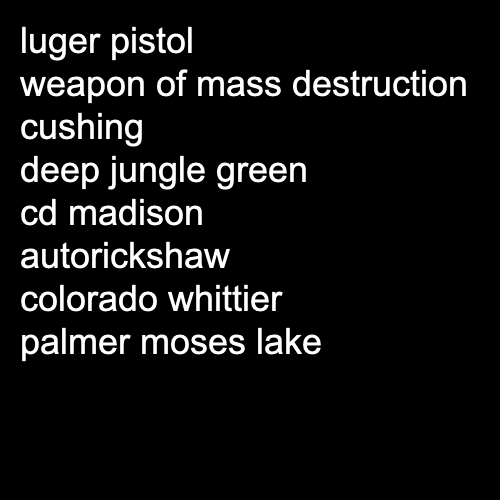 luger pistol
weapon of mass destruction
cushing
deep jungle green
cd madison
autorickshaw
colorado whittier
palmer moses lake